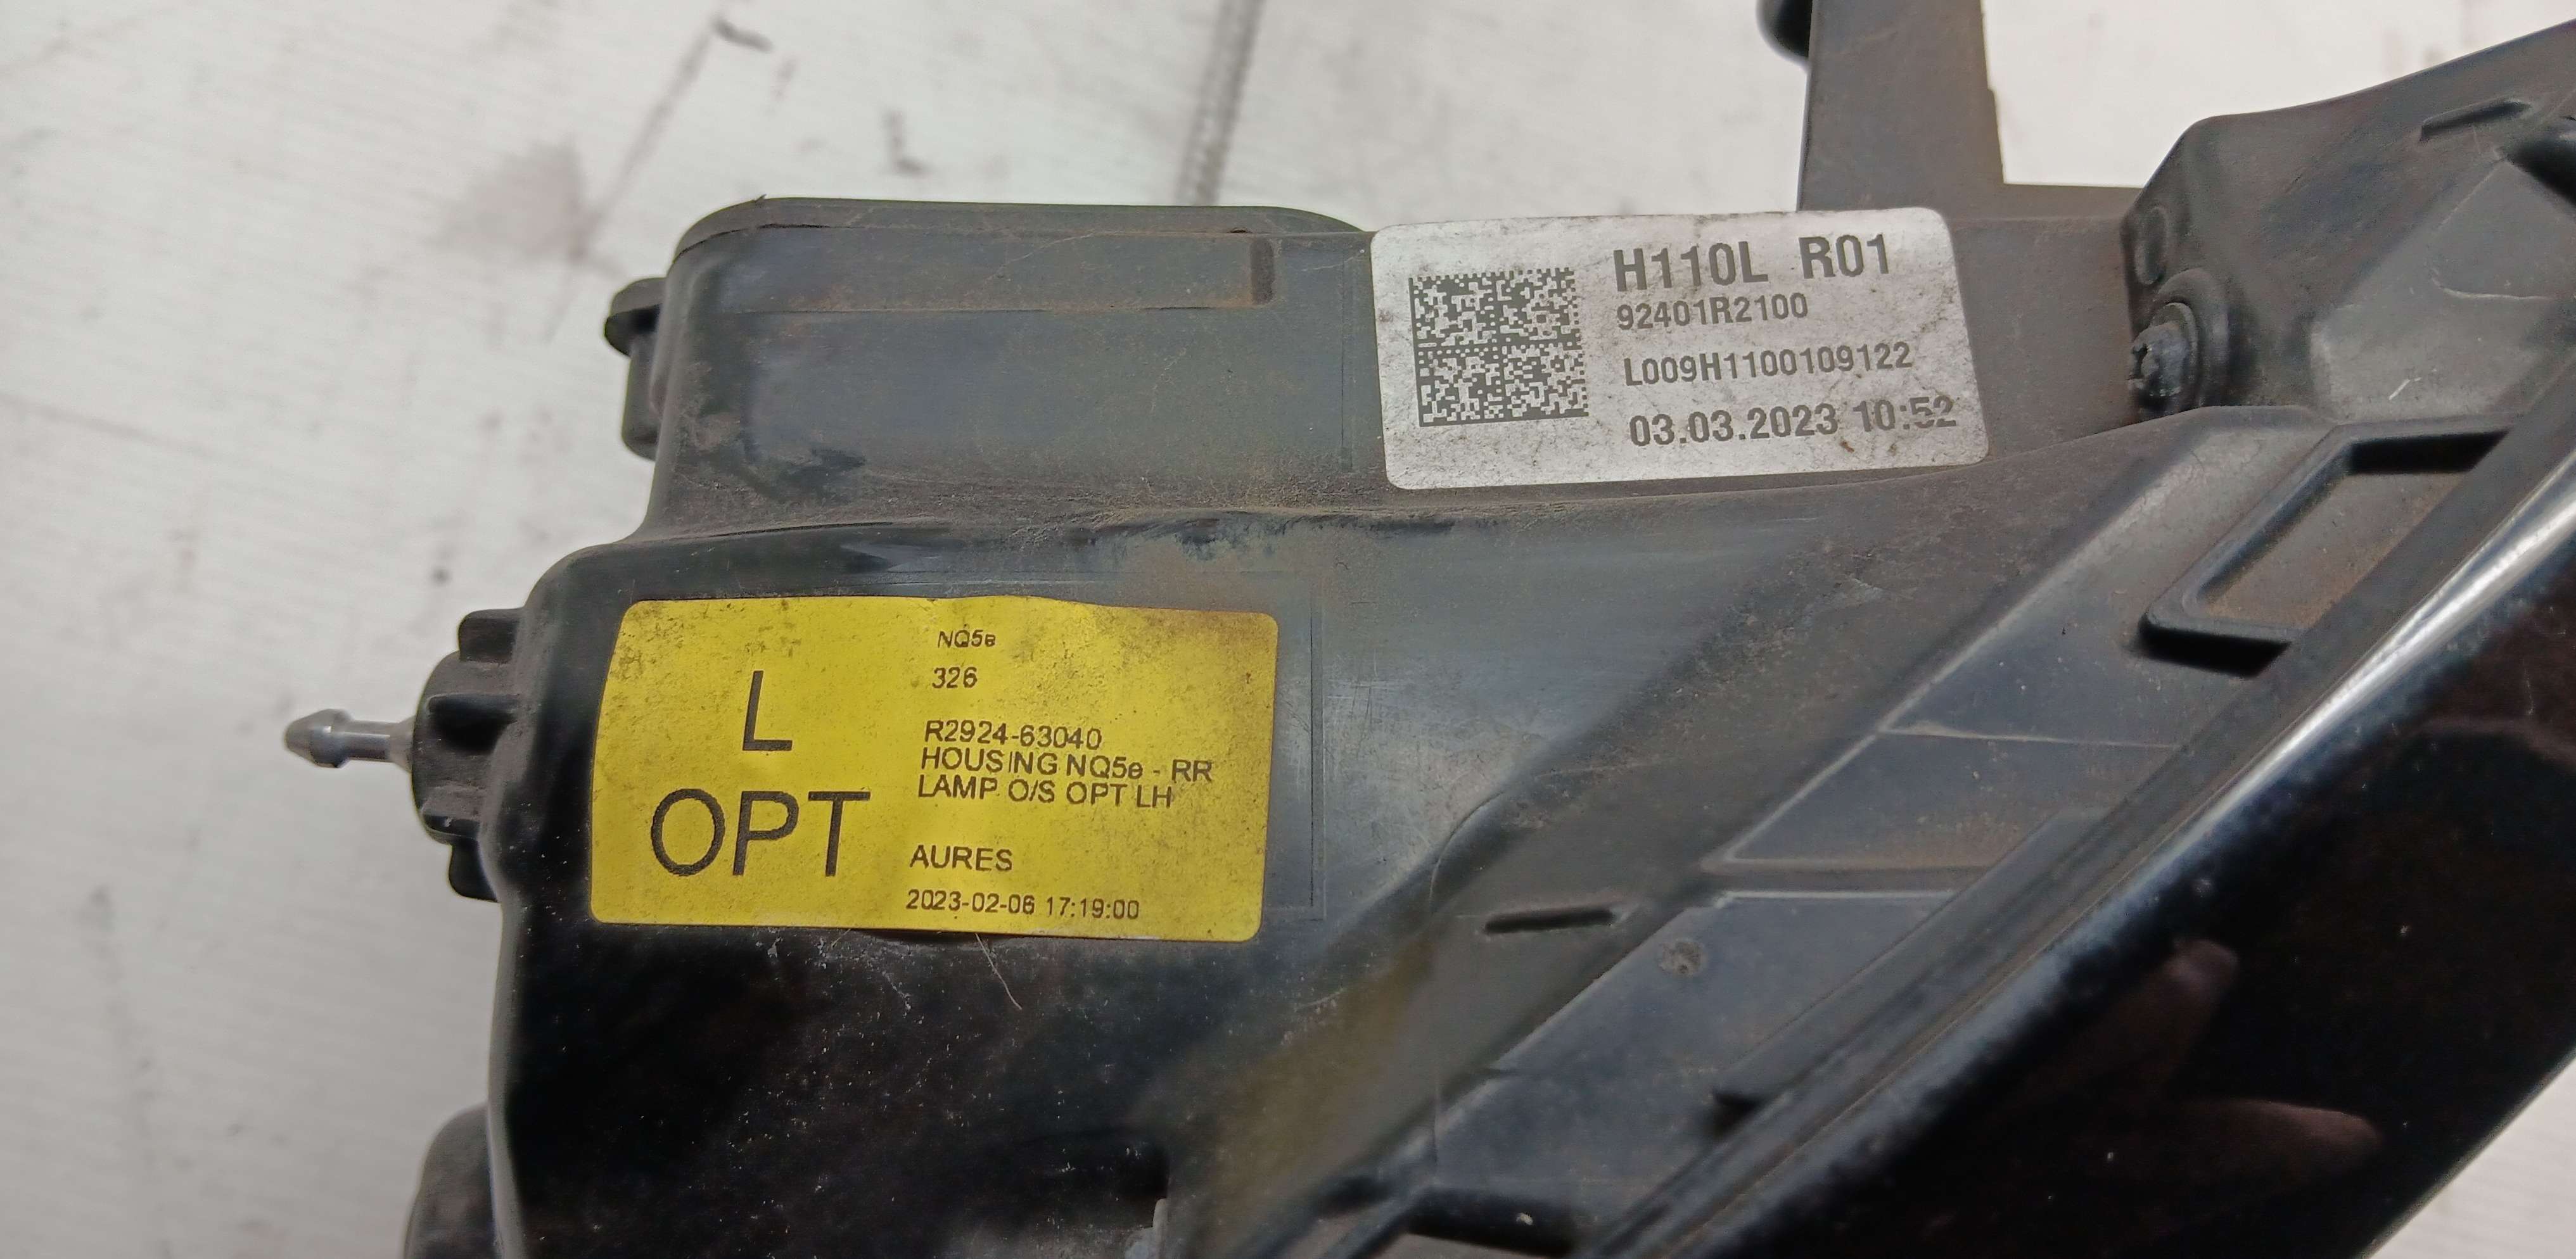 H110L R01
92401R2100
L009H1100109122
03.03.2023 10:52
L
OPT
NQ5e
326
R2924-63040
HOUSING NQ5e - RR
LAMP O/S OPT LH
AURES
2023-02-06 17:19:00